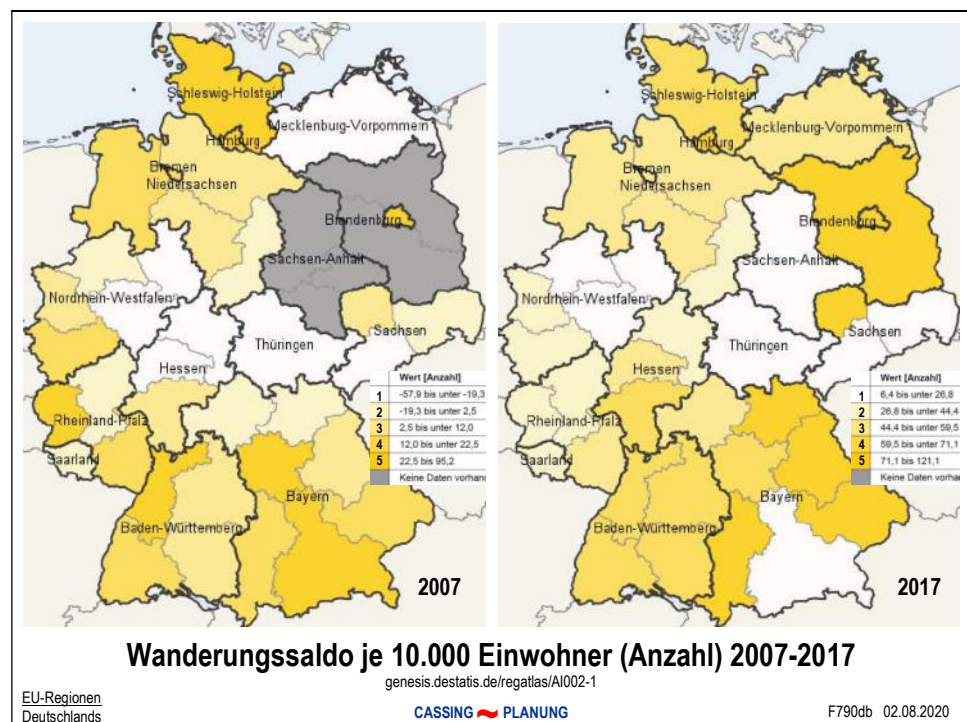 Schleswig-Holstein
Mecklenburg-Vorpommern
Hamburg
Bremen
Niedersachsen
Brandenburg
Sachsen-Anhalt
Nordrhein-Westfalen
Sachsen
Thüringen
Hessen
Rheinland-Pfalz
Saarland
Bayern
Baden-Württemberg
Wert [Anzahl]
1 -57,9 bis unter -19,3
2 -19,3 bis unter 2,5
3 2,5 bis unter 12,0
4 12,0 bis unter 22,5
5 22,5 bis 95,2
Keine Daten vorhand
2007
Schleswig-Holstein
Mecklenburg-Vorpommern
Hamburg
Bremen
Niedersachsen
Brandenburg
Sachsen-Anhalt
Nordrhein-Westfalen
Sachsen
Thüringen
Hessen
Rheinland-Pfalz
Saarland
Bayern
Baden-Württemberg
Wert [Anzahl]
1 6,4 bis unter 26,8
2 26,8 bis unter 44,4
3 44,4 bis unter 59,5
4 59,5 bis unter 71,1
5 71,1 bis 121,1
Keine Daten vorhand
2017
Wanderungssaldo je 10.000 Einwohner (Anzahl) 2007-2017
genesis.destatis.de/regatlas/AI002-1
EU-Regionen
Deutschlands
CASSING PLANUNG
F790db 02.08.2020